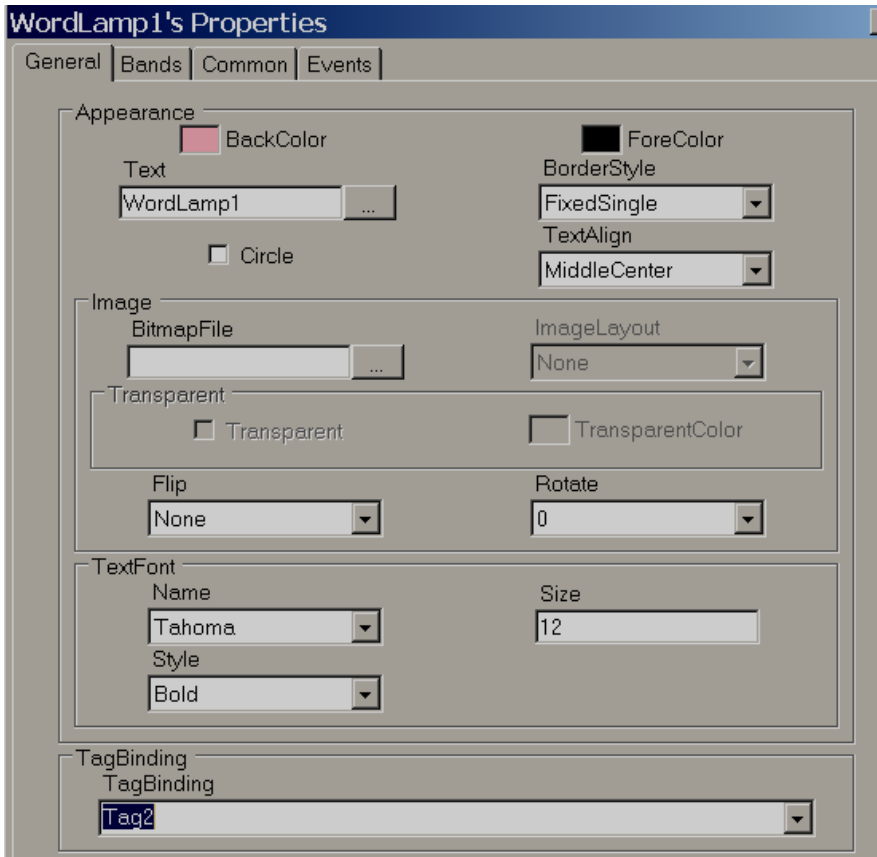 WordLamp1's Properties
General Bands Common Events
Appearance
BackColor ForeColor
Text BorderStyle
WordLamp1 ... FixedSingle
TextAlign
Circle MiddleCenter
Image
BitmapFile ImageLayout
... None
Transparent
Transparent TransparentColor
Flip Rotate
None 0
TextFont
Name Size
Tahoma 12
Style
Bold
TagBinding
TagBinding
Tag2